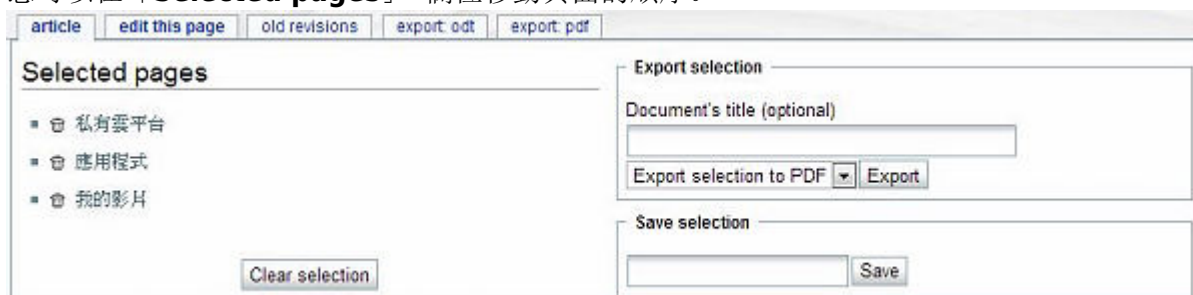 「Selected pages」
article edit this page old revisions export: odt export: pdf
Selected pages
私有雲平台
應用程式
我的影片
Clear selection
Export selection
Document's title (optional)
Export selection to PDF Export
Save selection
Save